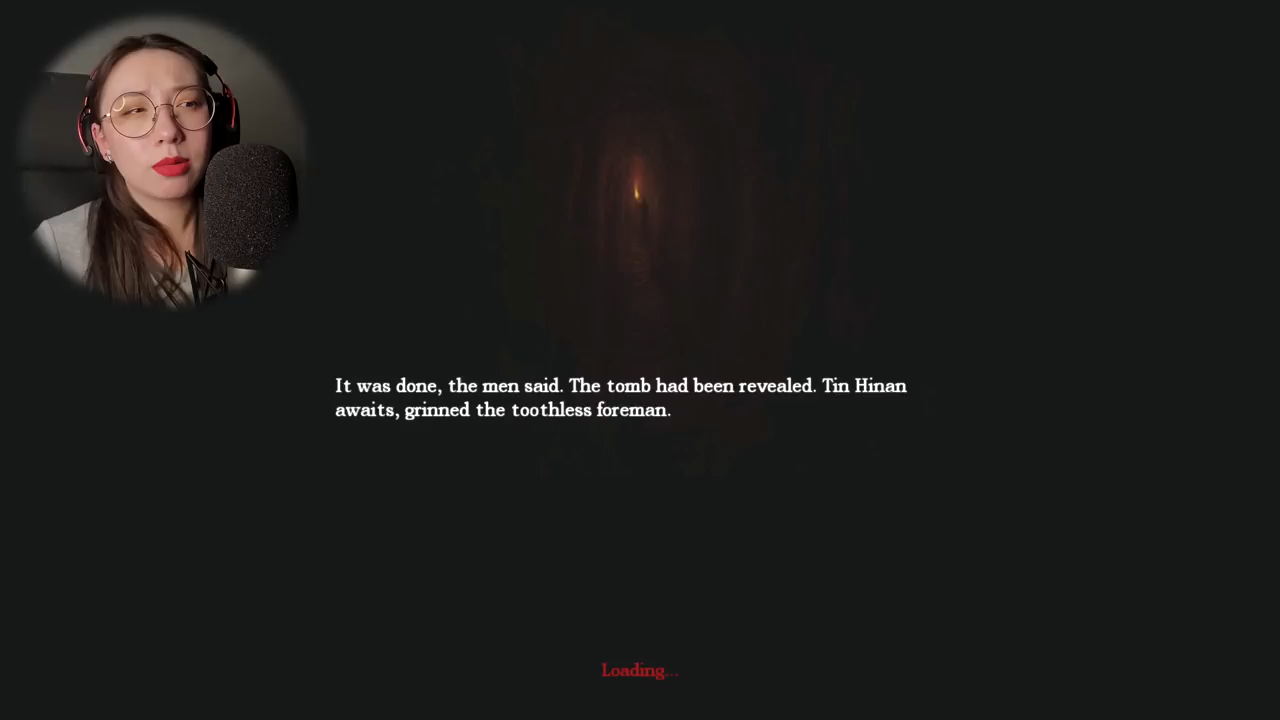 It was done, the men said. The tomb had been revealed. Tin Hinan
awaits, grinned the toothless foreman.
Loading...